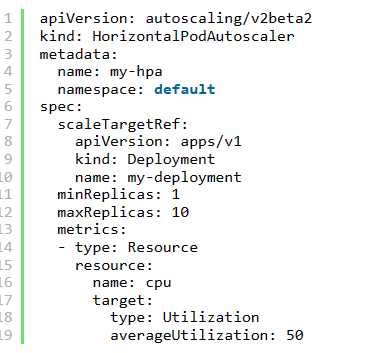 1 apiVersion: autoscaling/v2beta2
2 kind: HorizontalPodAutoscaler
3 metadata:
4   name: my-hpa
5   namespace: default
6 spec:
7   scaleTargetRef:
8     apiVersion: apps/v1
9     kind: Deployment
10     name: my-deployment
11   minReplicas: 1
12   maxReplicas: 10
13   metrics:
14   - type: Resource
15     resource:
16       name: cpu
17       target:
18         type: Utilization
19         averageUtilization: 50